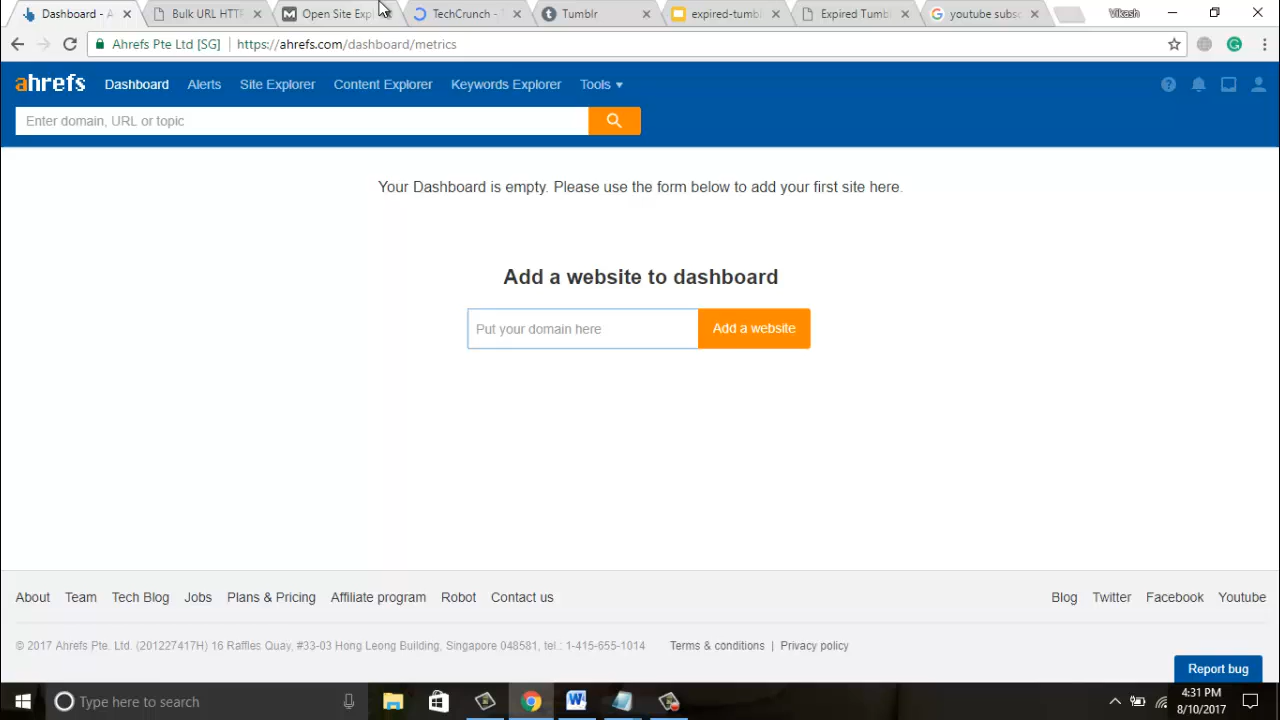 Dashboard - A
Bulk URL HTT
Open Site Exp
TechCrunch -
Tumblr
expired-tumb
Expired Tumb
youtube subsc
Vikash
Ahrefs Pte Ltd [SG]
https://ahrefs.com/dashboard/metrics
ahrefs
Dashboard
Alerts
Site Explorer
Content Explorer
Keywords Explorer
Tools
Enter domain, URL or topic
Your Dashboard is empty. Please use the form below to add your first site here.
Add a website to dashboard
Put your domain here
Add a website
About
Team
Tech Blog
Jobs
Plans & Pricing
Affiliate program
Robot
Contact us
Blog
Twitter
Facebook
Youtube
© 2017 Ahrefs Pte. Ltd. (201227417H) 16 Raffles Quay, #33-03 Hong Leong Building, Singapore 048581, tel.: 1-415-655-1014
Terms & conditions | Privacy policy
Report bug
Type here to search
4:31 PM
8/10/2017